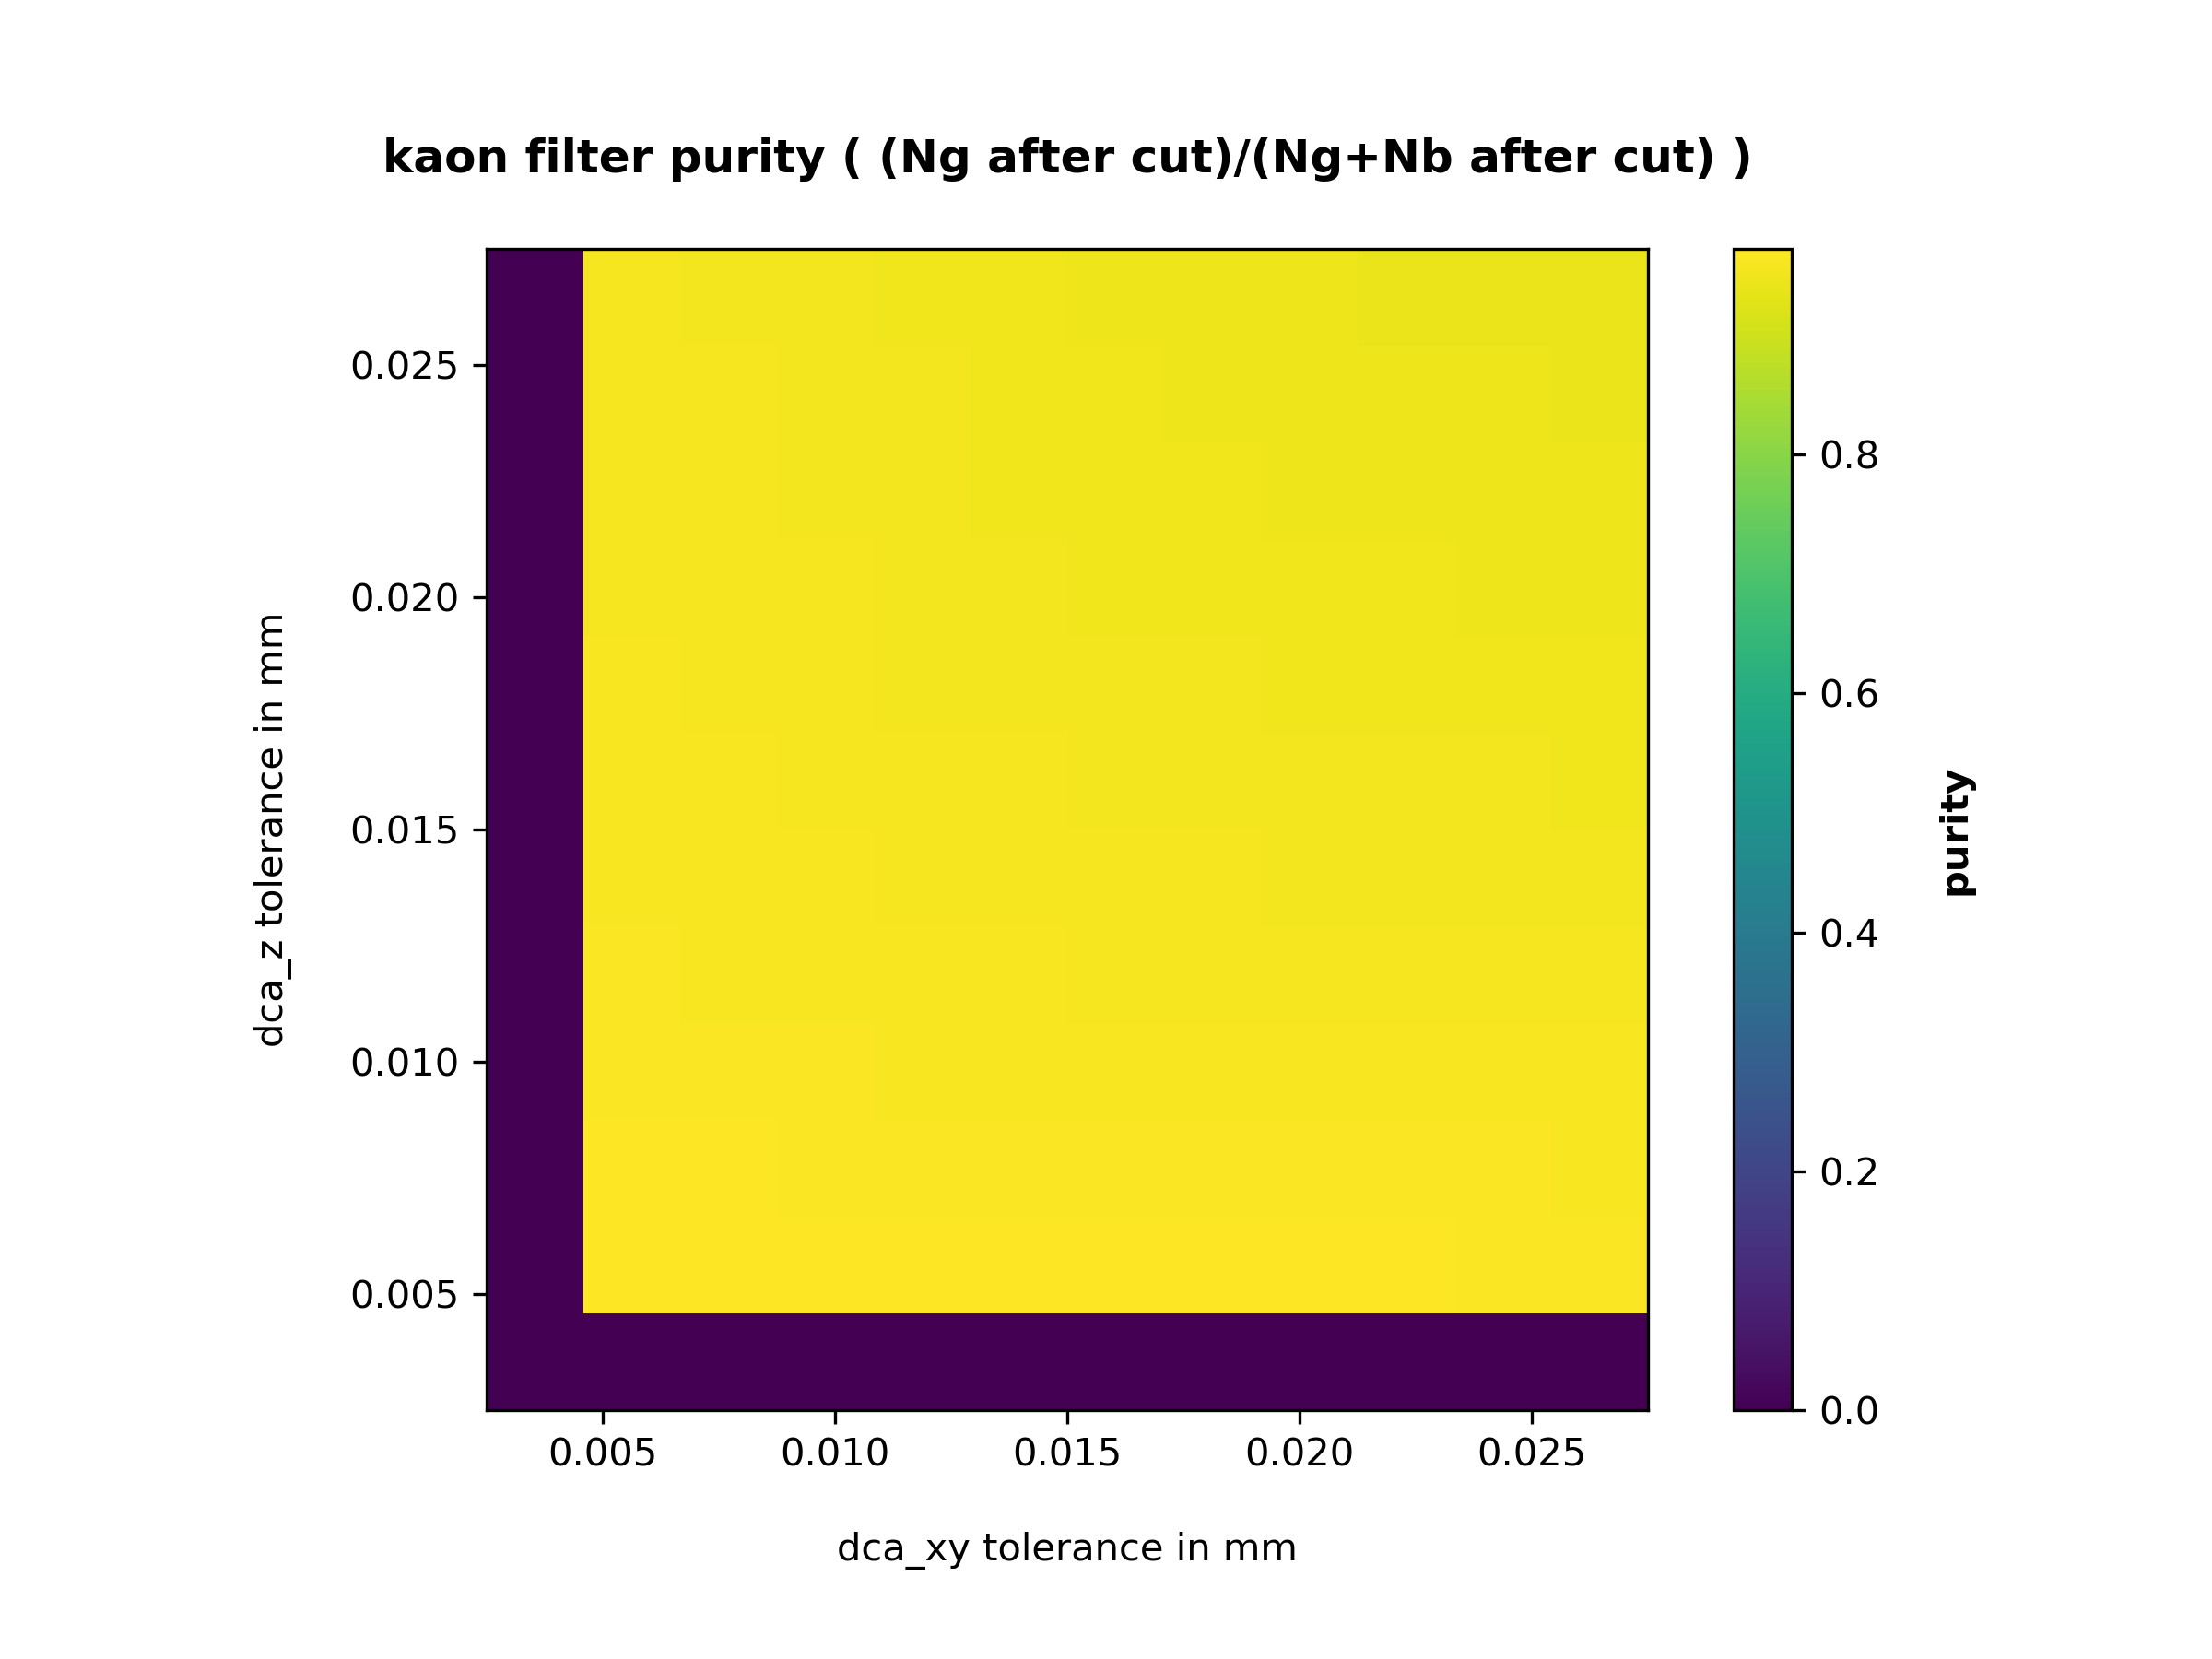 kaon filter purity ( (Ng after cut)/(Ng+Nb after cut) )
dca_z tolerance in mm
0.025
0.020
0.015
0.010
0.005
0.005 0.010 0.015 0.020 0.025
dca_xy tolerance in mm
0.8
0.6
0.4
0.2
0.0
purity